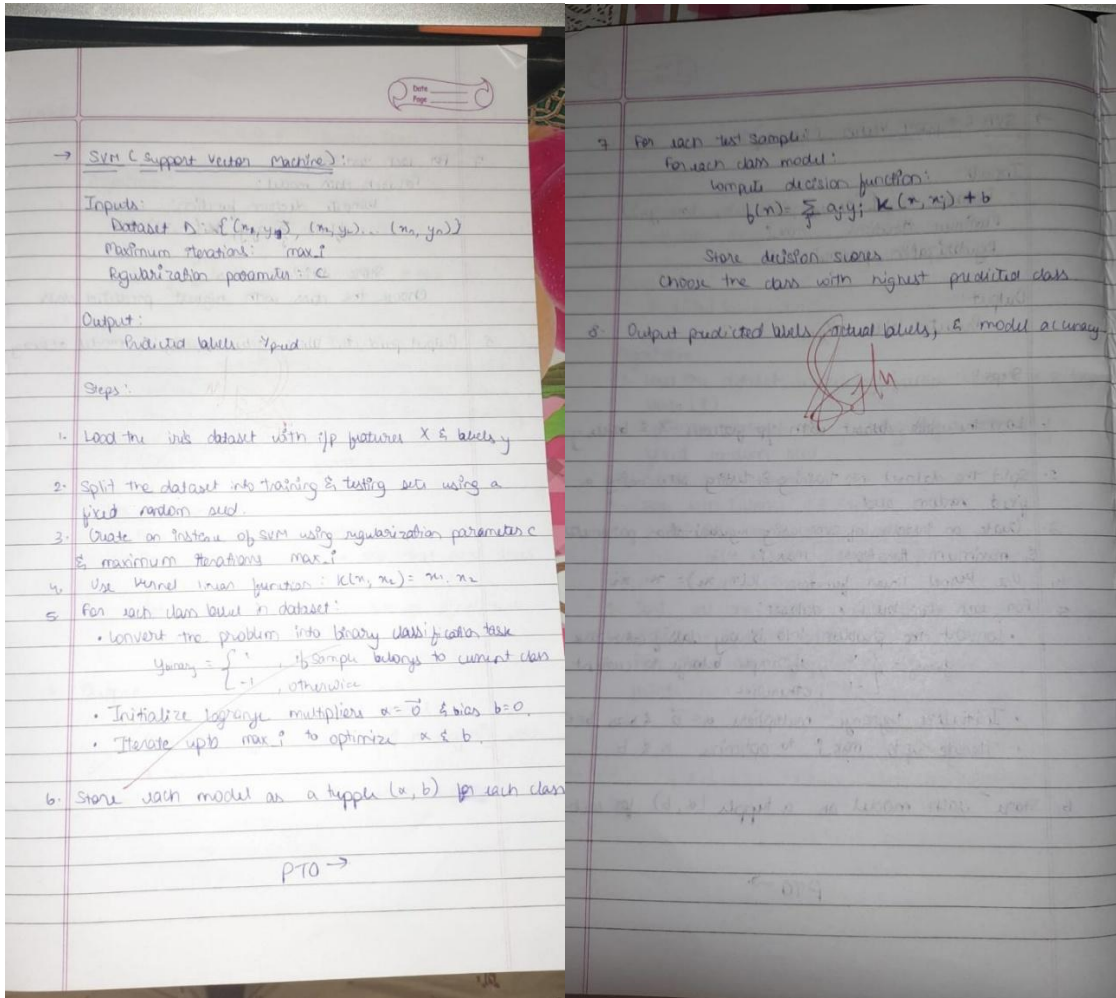 Date
Page
→ SVM (Support Vector Machine):
Inputs:
Dataset D: {(x₁,y₁), (x₂,y₂)... (xₙ, yₙ)}
Maximum iterations: max_i
Regularization parameter: C
Output:
Predicted labels Ypred
Steps:
1. Load the iris dataset with i/p features X & labels y
2. Split the dataset into training & testing sets using a
fixed random seed.
3. Create an instance of SVM using regularization parameter C
& maximum iterations max_i
4. Use kernel linear function: K(x₁, x₂) = x₁. x₂
5. For each class label in dataset:
• Convert the problem into binary classification task
ybinary = { 1 , if sample belongs to current class
-1 , otherwise
• Initialize lagrange multipliers α = 0⃗ & bias b=0.
• Iterate upto max_i to optimize α & b.
6. Store each model as a typple (α, b) for each class
PTO →
7 For each test sample:
For each class model:
Compute decision function:
f(x) = Σj αj yj K(x, xj) + b
Store decision scores
Choose the class with highest predicted class
8. Output predicted labels, actual labels, & model accuracy.